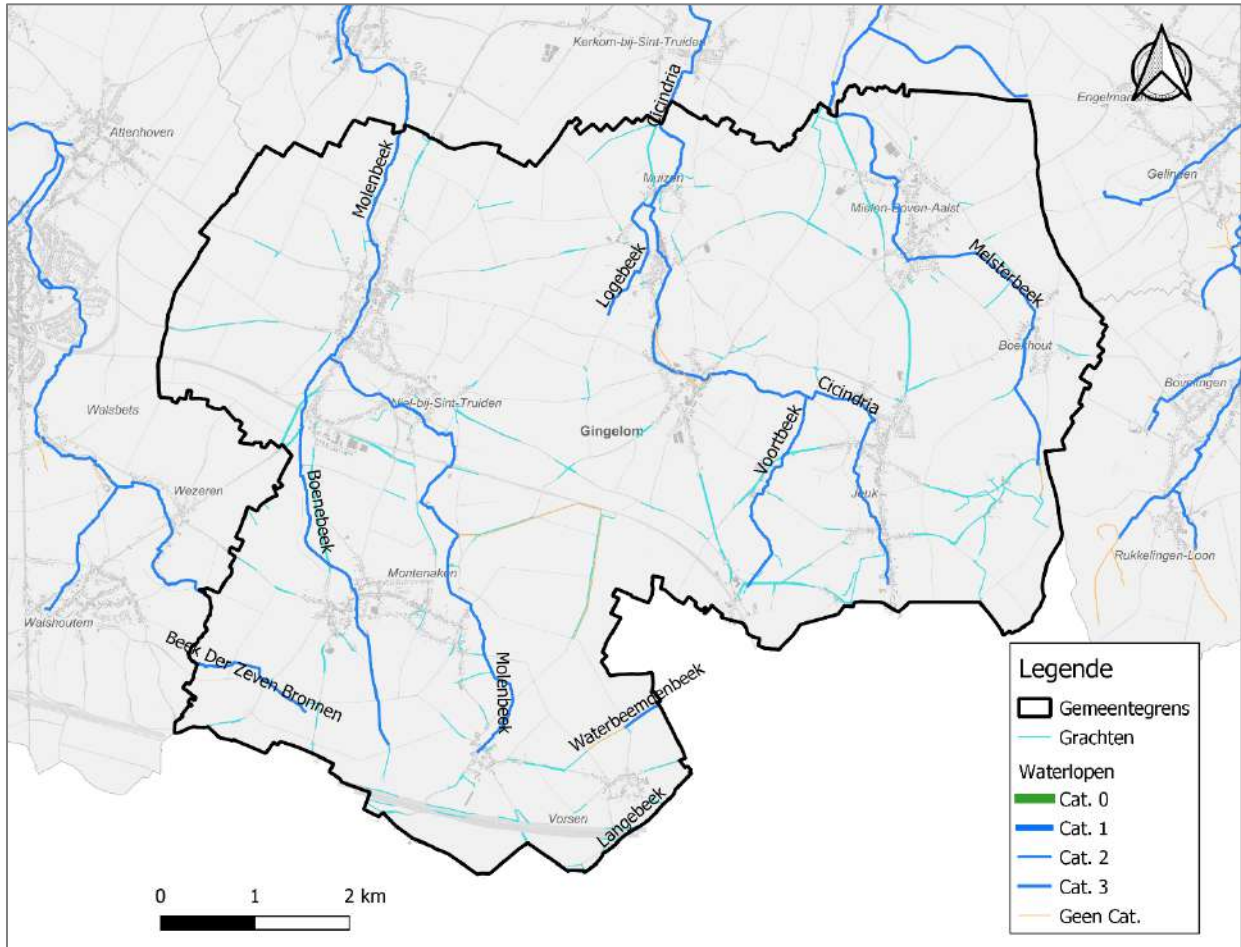 Kerkom-bij-Sint-Truiden
Cicindria
Attenhoven
Molenbeek
Muizen
Mielen-Boven-Aalst
Gelinden
Logebeek
Melsterbeek
Boekhout
Walsbets
Niel-bij-Sint-Truiden
Gingelom
Cicindria
Voortbeek
Wezeren
Boenebeek
Jeuk
Montenaken
Rukkelingen-Loon
Walshoutem
Beek Der Zeven Bronnen
Molenbeek
Waterbeemdenbeek
Vorsen
Langebeek
Legende
Gemeentegrens
Grachten
Waterlopen
Cat. 0
Cat. 1
Cat. 2
Cat. 3
Geen Cat.
0 1 2 km